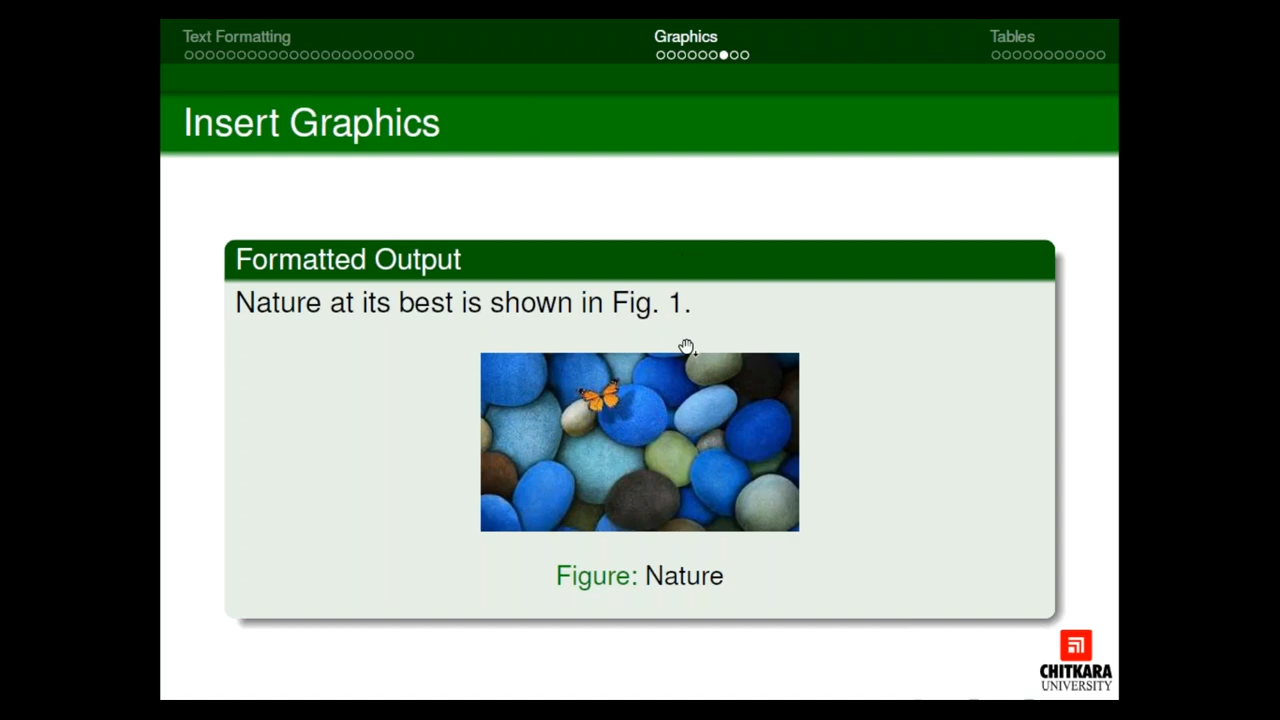 Text Formatting
Graphics
Tables
Insert Graphics
Formatted Output
Nature at its best is shown in Fig. 1.
Figure: Nature
CHITKARA
UNIVERSITY